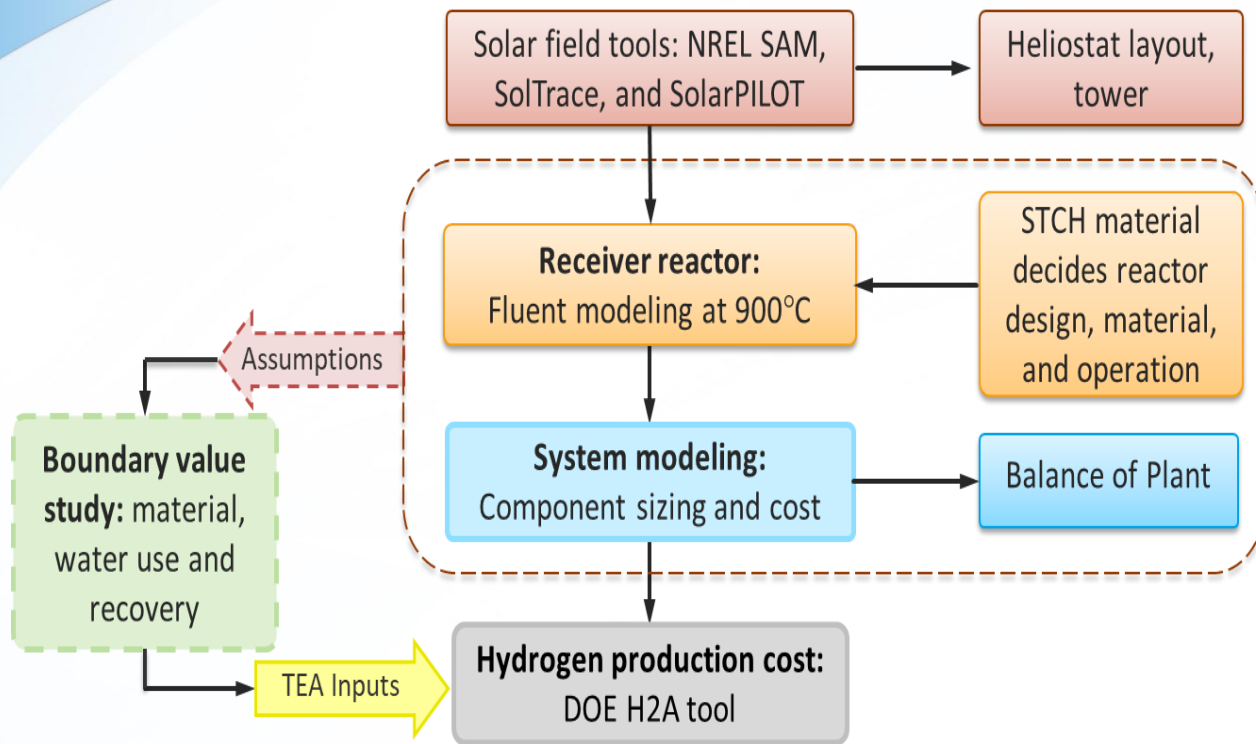 Solar field tools: NREL SAM,
SolTrace, and SolarPILOT
Heliostat layout,
tower
Receiver reactor:
Fluent modeling at 900°C
STCH material
decides reactor
design, material,
and operation
Assumptions
Boundary value
study: material,
water use and
recovery
System modeling:
Component sizing and cost
Balance of Plant
TEA Inputs
Hydrogen production cost:
DOE H2A tool